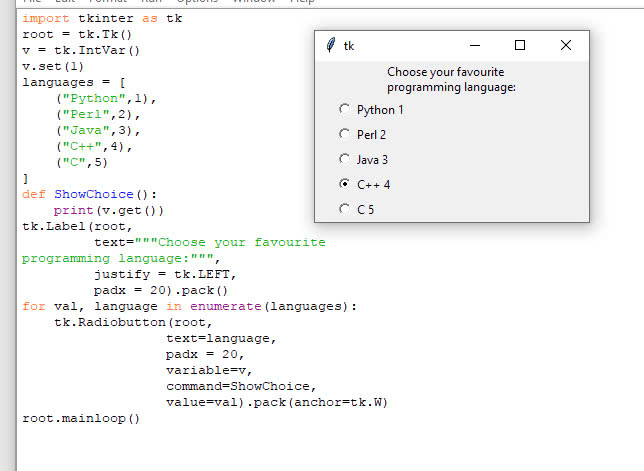 File Edit Format Run Options Window Help
import tkinter as tk
root = tk.Tk()
v = tk.IntVar()
v.set(1)
languages = [
    ("Python",1),
    ("Perl",2),
    ("Java",3),
    ("C++",4),
    ("C",5)
]
def ShowChoice():
    print(v.get())
tk.Label(root,
         text="""Choose your favourite
programming language:""",
         justify = tk.LEFT,
         padx = 20).pack()
for val, language in enumerate(languages):
    tk.Radiobutton(root,
                  text=language,
                  padx = 20,
                  variable=v,
                  command=ShowChoice,
                  value=val).pack(anchor=tk.W)
root.mainloop()
tk
Choose your favourite
programming language:
Python 1
Perl 2
Java 3
C++ 4
C 5